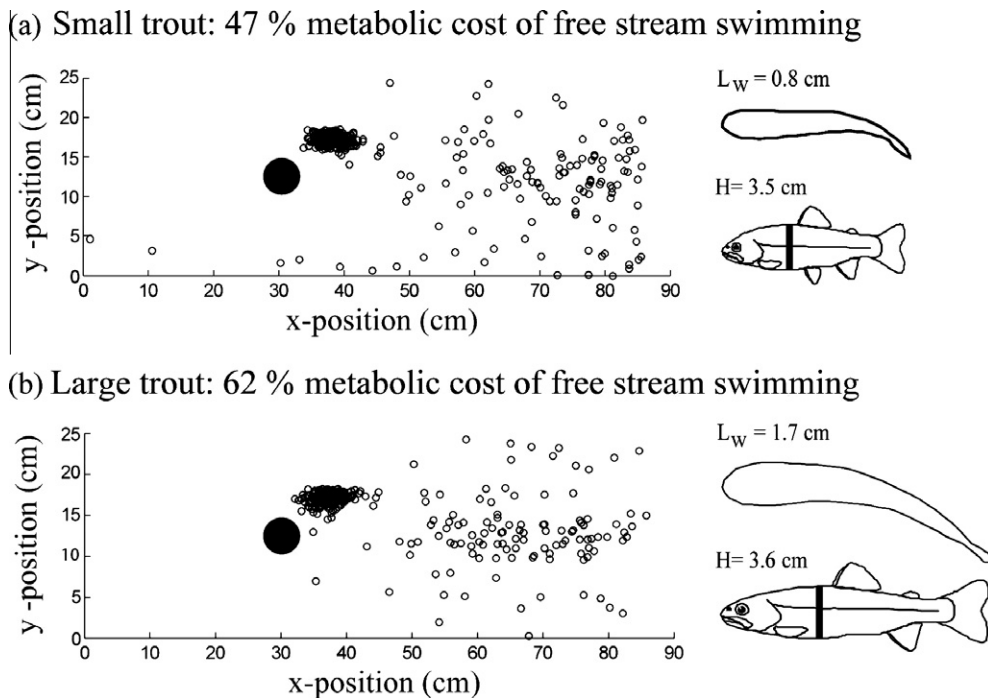 (a) Small trout: 47 % metabolic cost of free stream swimming
y -position (cm)
25
20
15
10
5
0
0 10 20 30 40 50 60 70 80 90
x-position (cm)
LW = 0.8 cm
H= 3.5 cm
(b) Large trout: 62 % metabolic cost of free stream swimming
y -position (cm)
25
20
15
10
5
0
0 10 20 30 40 50 60 70 80 90
x-position (cm)
LW = 1.7 cm
H= 3.6 cm